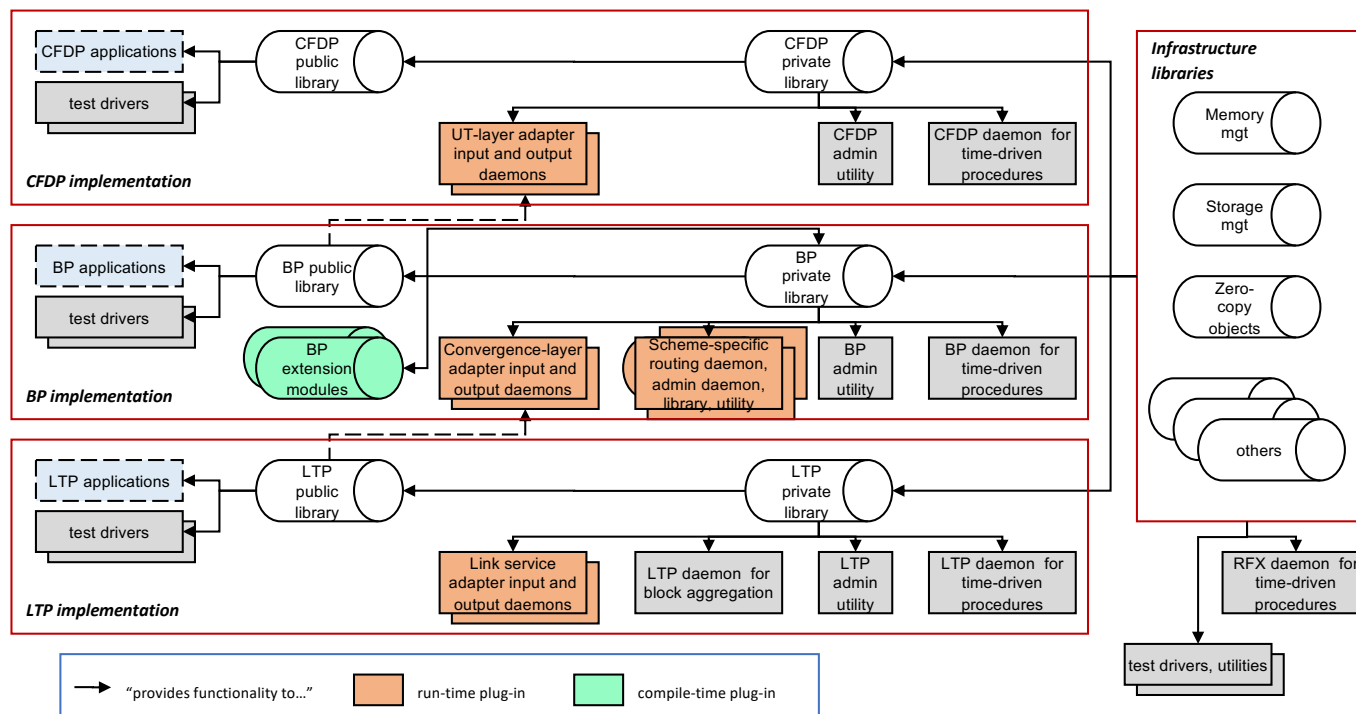 CFDP applications
test drivers
CFDP
public
library
CFDP
private
library
UT-layer adapter
input and output
daemons
CFDP
admin
utility
CFDP daemon for
time-driven
procedures
CFDP implementation
BP applications
test drivers
BP public
library
BP
private
library
BP
extension
modules
Convergence-layer
adapter input and
output daemons
Scheme-specific
routing daemon,
admin daemon,
library, utility
BP
admin
utility
BP daemon for
time-driven
procedures
BP implementation
LTP applications
test drivers
LTP
public
library
LTP
private
library
Link service
adapter input and
output daemons
LTP daemon for
block aggregation
LTP
admin
utility
LTP daemon for
time-driven
procedures
LTP implementation
Infrastructure
libraries
Memory
mgt
Storage
mgt
Zero-
copy
objects
others
RFX daemon for
time-driven
procedures
test drivers, utilities
“provides functionality to…”
run-time plug-in
compile-time plug-in